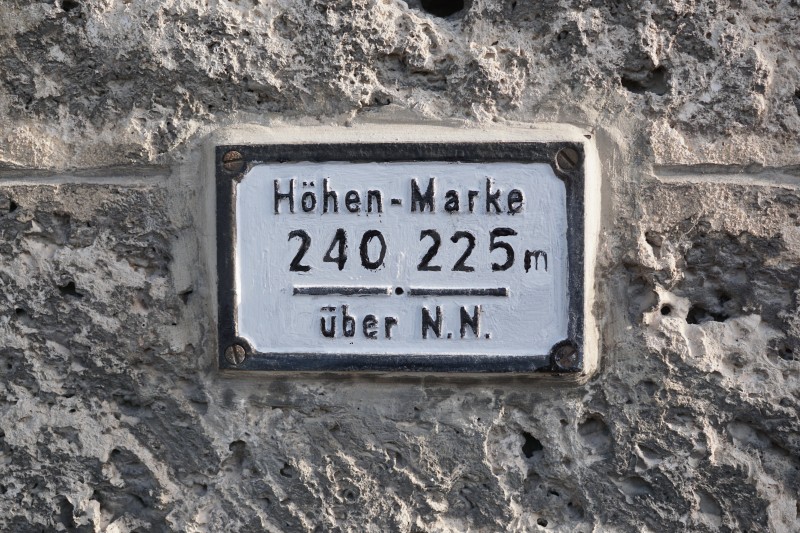 Höhen-Marke
240 225m
über N.N.